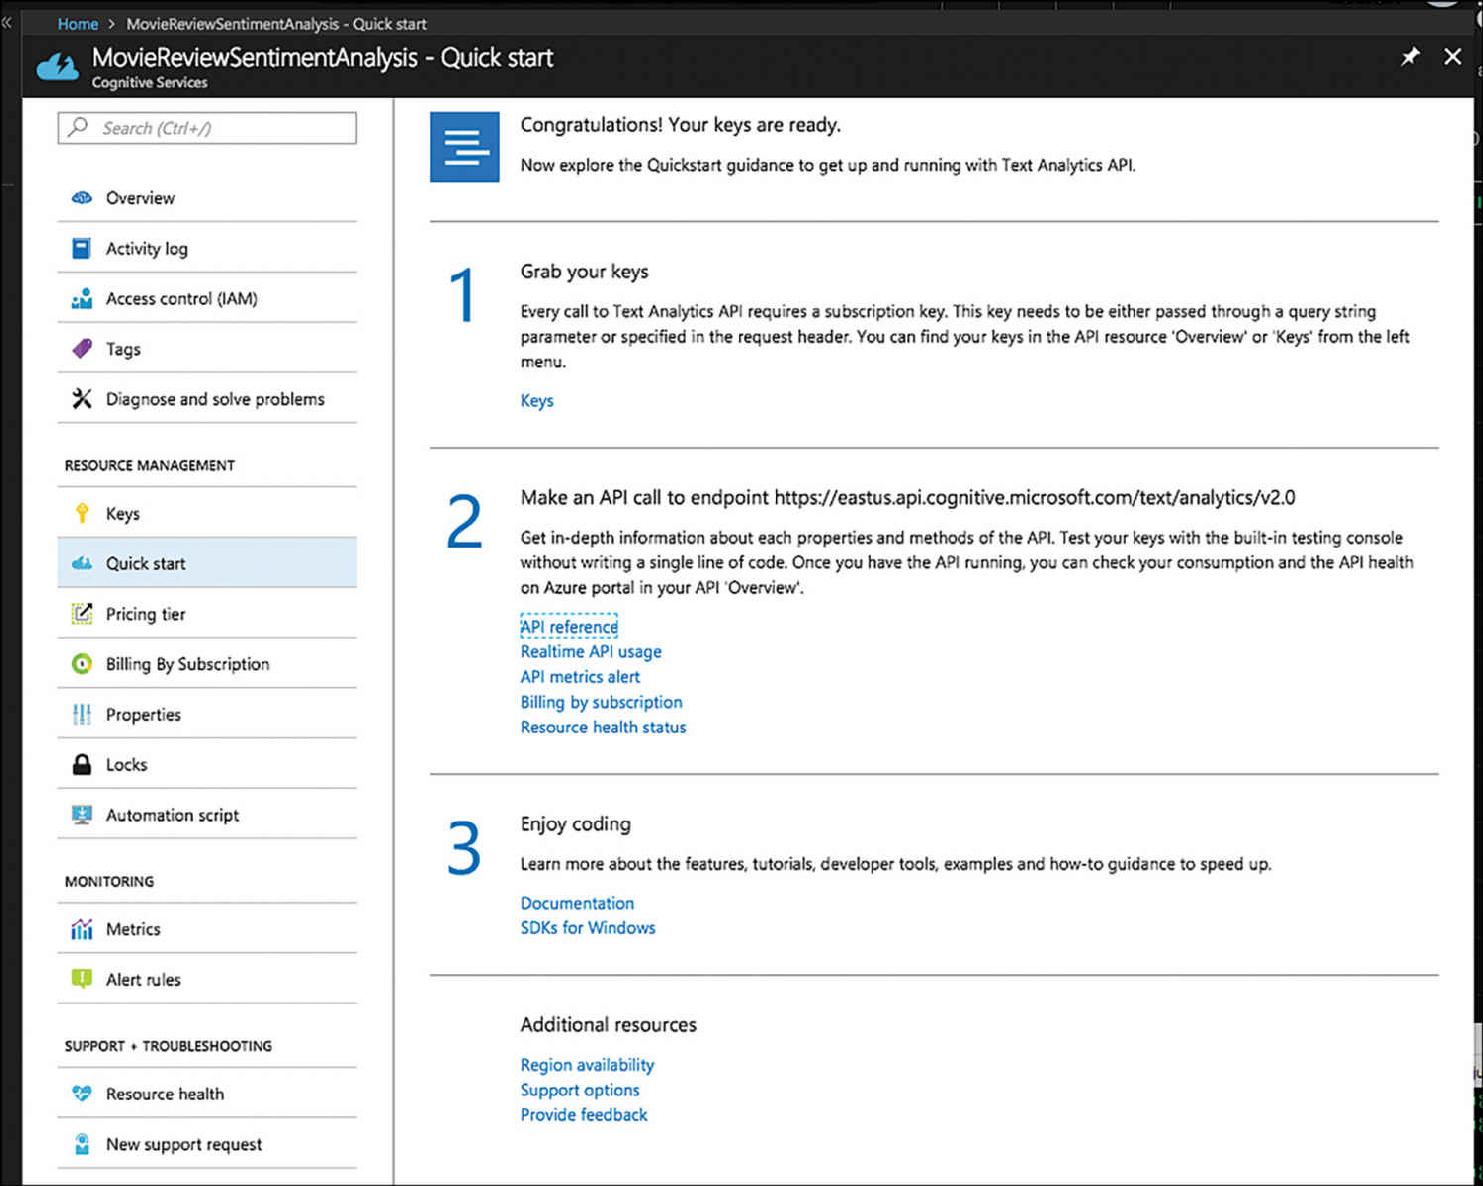 Home > MovieReviewSentimentAnalysis - Quick start
MovieReviewSentimentAnalysis - Quick start
Cognitive Services
Search (Ctrl+/)
Overview
Activity log
Access control (IAM)
Tags
Diagnose and solve problems
RESOURCE MANAGEMENT
Keys
Quick start
Pricing tier
Billing By Subscription
Properties
Locks
Automation script
MONITORING
Metrics
Alert rules
SUPPORT + TROUBLESHOOTING
Resource health
New support request
Congratulations! Your keys are ready.
Now explore the Quickstart guidance to get up and running with Text Analytics API.
1
Grab your keys
Every call to Text Analytics API requires a subscription key. This key needs to be either passed through a query string
parameter or specified in the request header. You can find your keys in the API resource 'Overview' or 'Keys' from the left
menu.
Keys
2
Make an API call to endpoint https://eastus.api.cognitive.microsoft.com/text/analytics/v2.0
Get in-depth information about each properties and methods of the API. Test your keys with the built-in testing console
without writing a single line of code. Once you have the API running, you can check your consumption and the API health
on Azure portal in your API 'Overview'.
API reference
Realtime API usage
API metrics alert
Billing by subscription
Resource health status
3
Enjoy coding
Learn more about the features, tutorials, developer tools, examples and how-to guidance to speed up.
Documentation
SDKs for Windows
Additional resources
Region availability
Support options
Provide feedback